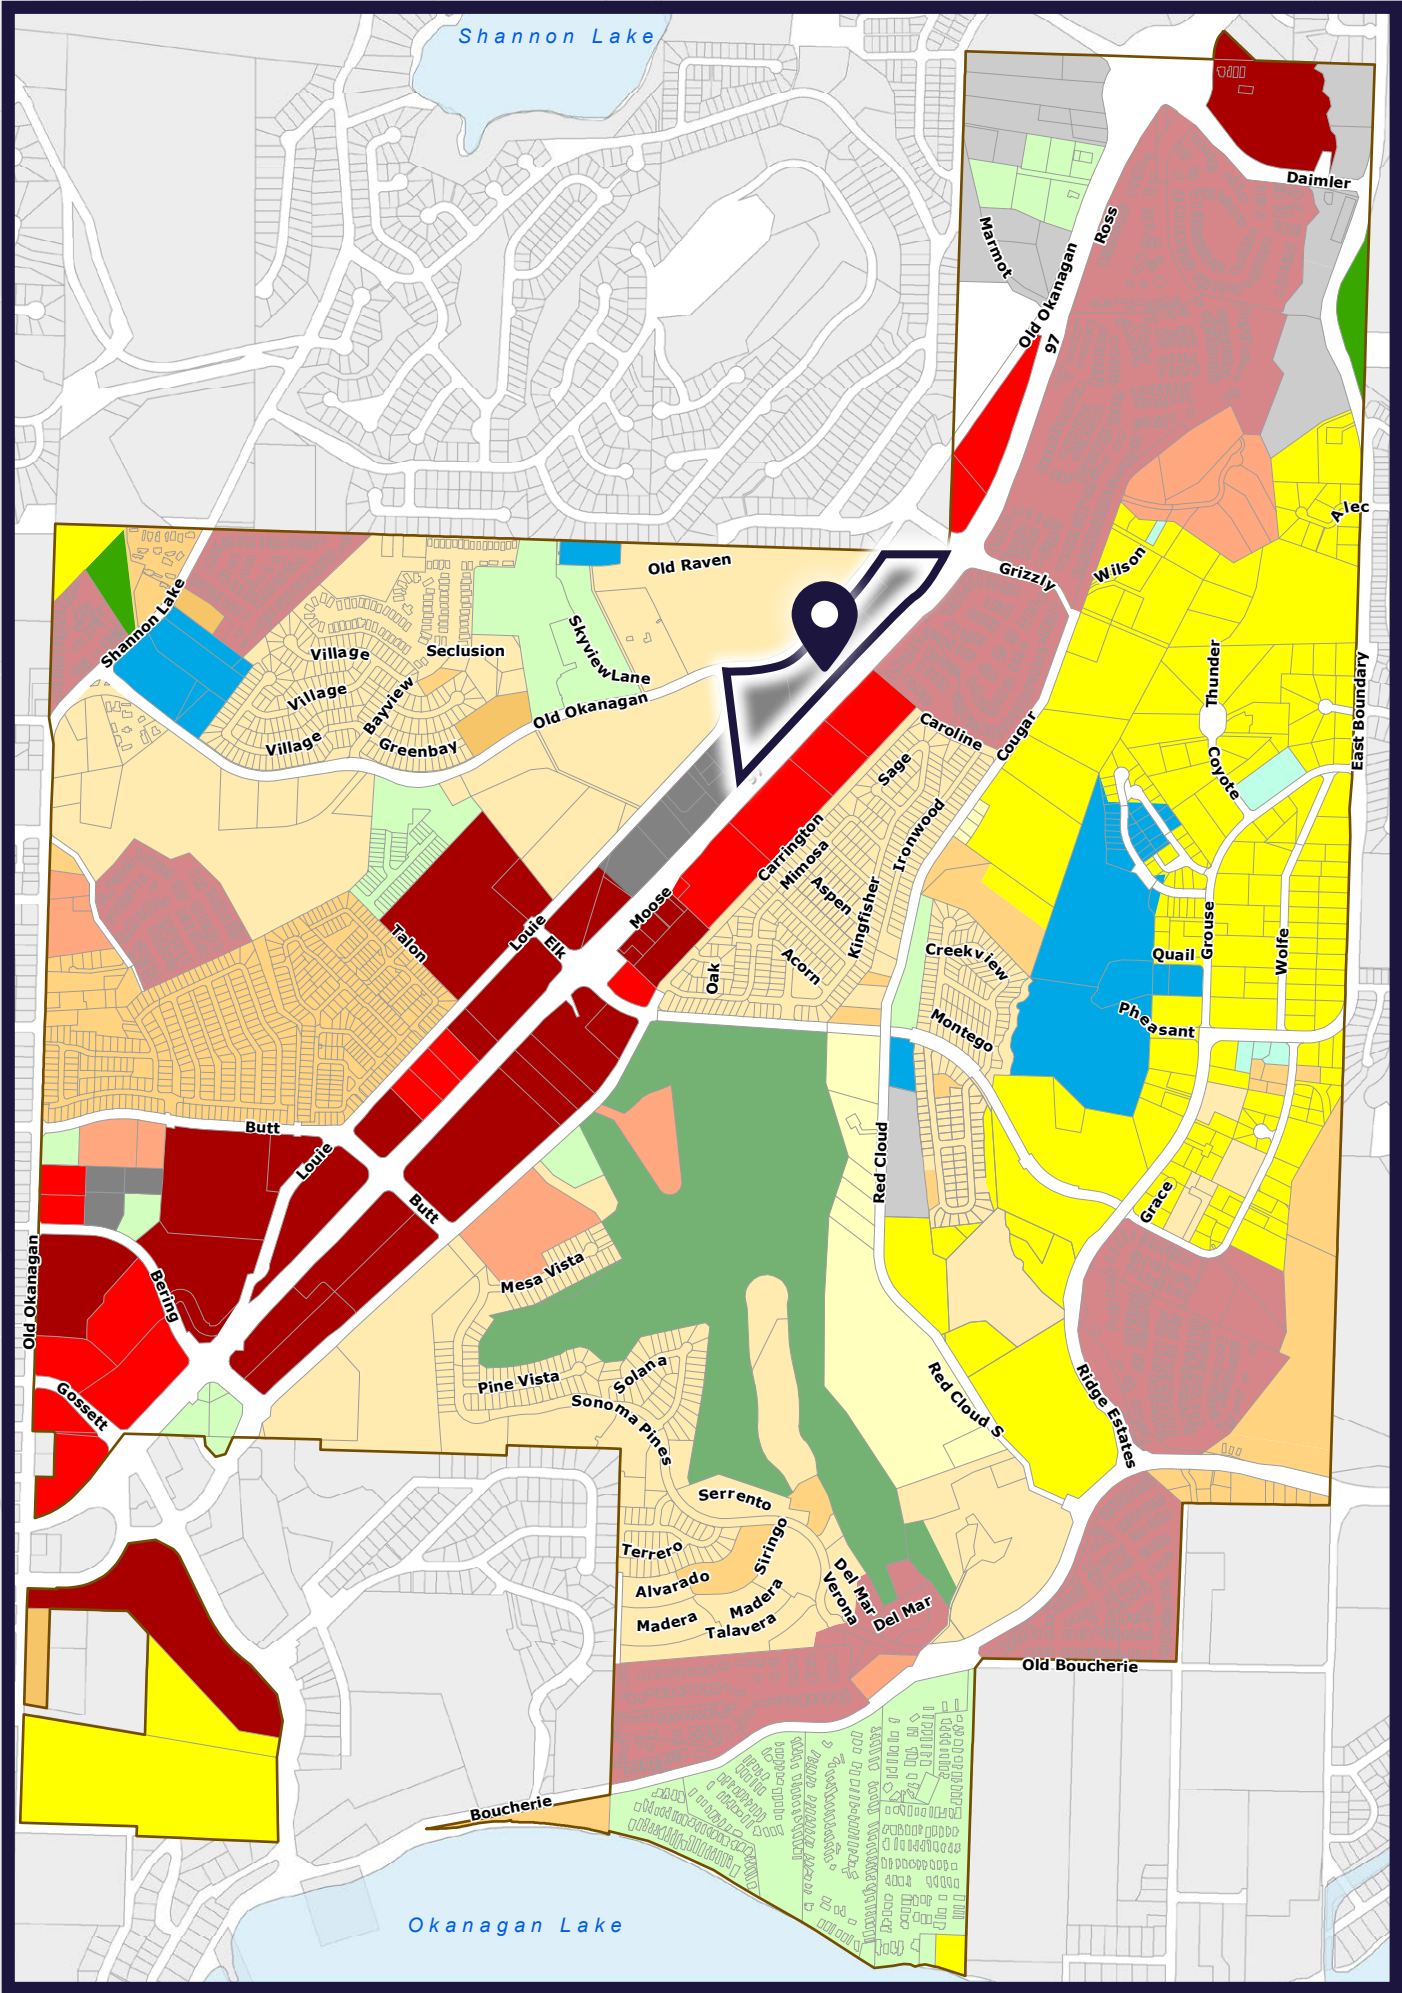 Shannon Lake
Daimler
Ross
Marmot
Old Okanagan
97
Alec
Old Raven
Grizzly
Wilson
Shannon Lake
Skyview Lane
Village
Seclusion
Thunder
East Boundary
Village
Bayview
Old Okanagan
Caroline
Cougar
Village
Greenbay
Sage
Coyote
Ironwood
Carrington
Mimosa
Aspen
Moose
Kingfisher
Grouse
Talon
Louie
Elk
Wolfe
Creekview
Quail
Oak
Acorn
Pheasant
Montego
Butt
Louie
Red Cloud
Butt
Grace
Old Okanagan
Bering
Mesa Vista
Gossett
Pine Vista
Solana
Sonoma Pines
Red Cloud S
Ridge Estates
Serrento
Siringo
Terrero
Alvarado
Madera
Del Mar
Verona
Madera
Talavera
Del Mar
Old Boucherie
Boucherie
Okanagan Lake